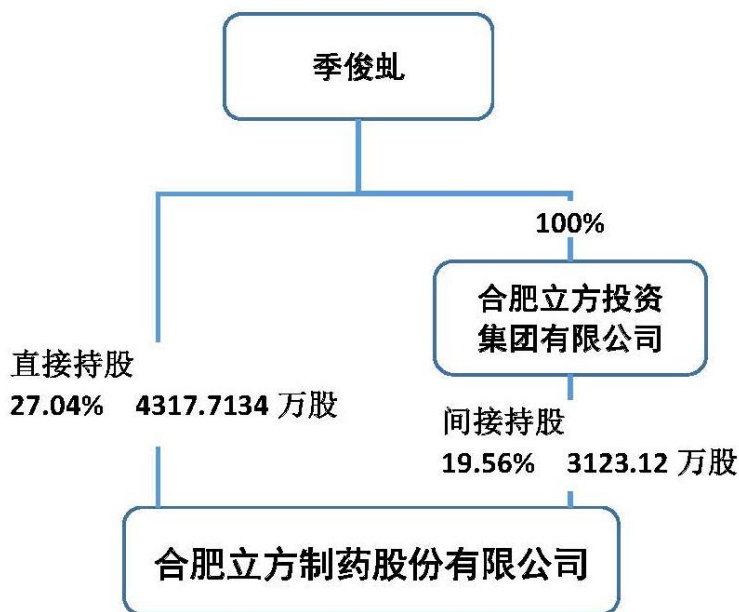 季俊虬
100%
合肥立方投资
集团有限公司
直接持股
27.04% 4317.7134 万股
间接持股
19.56% 3123.12 万股
合肥立方制药股份有限公司